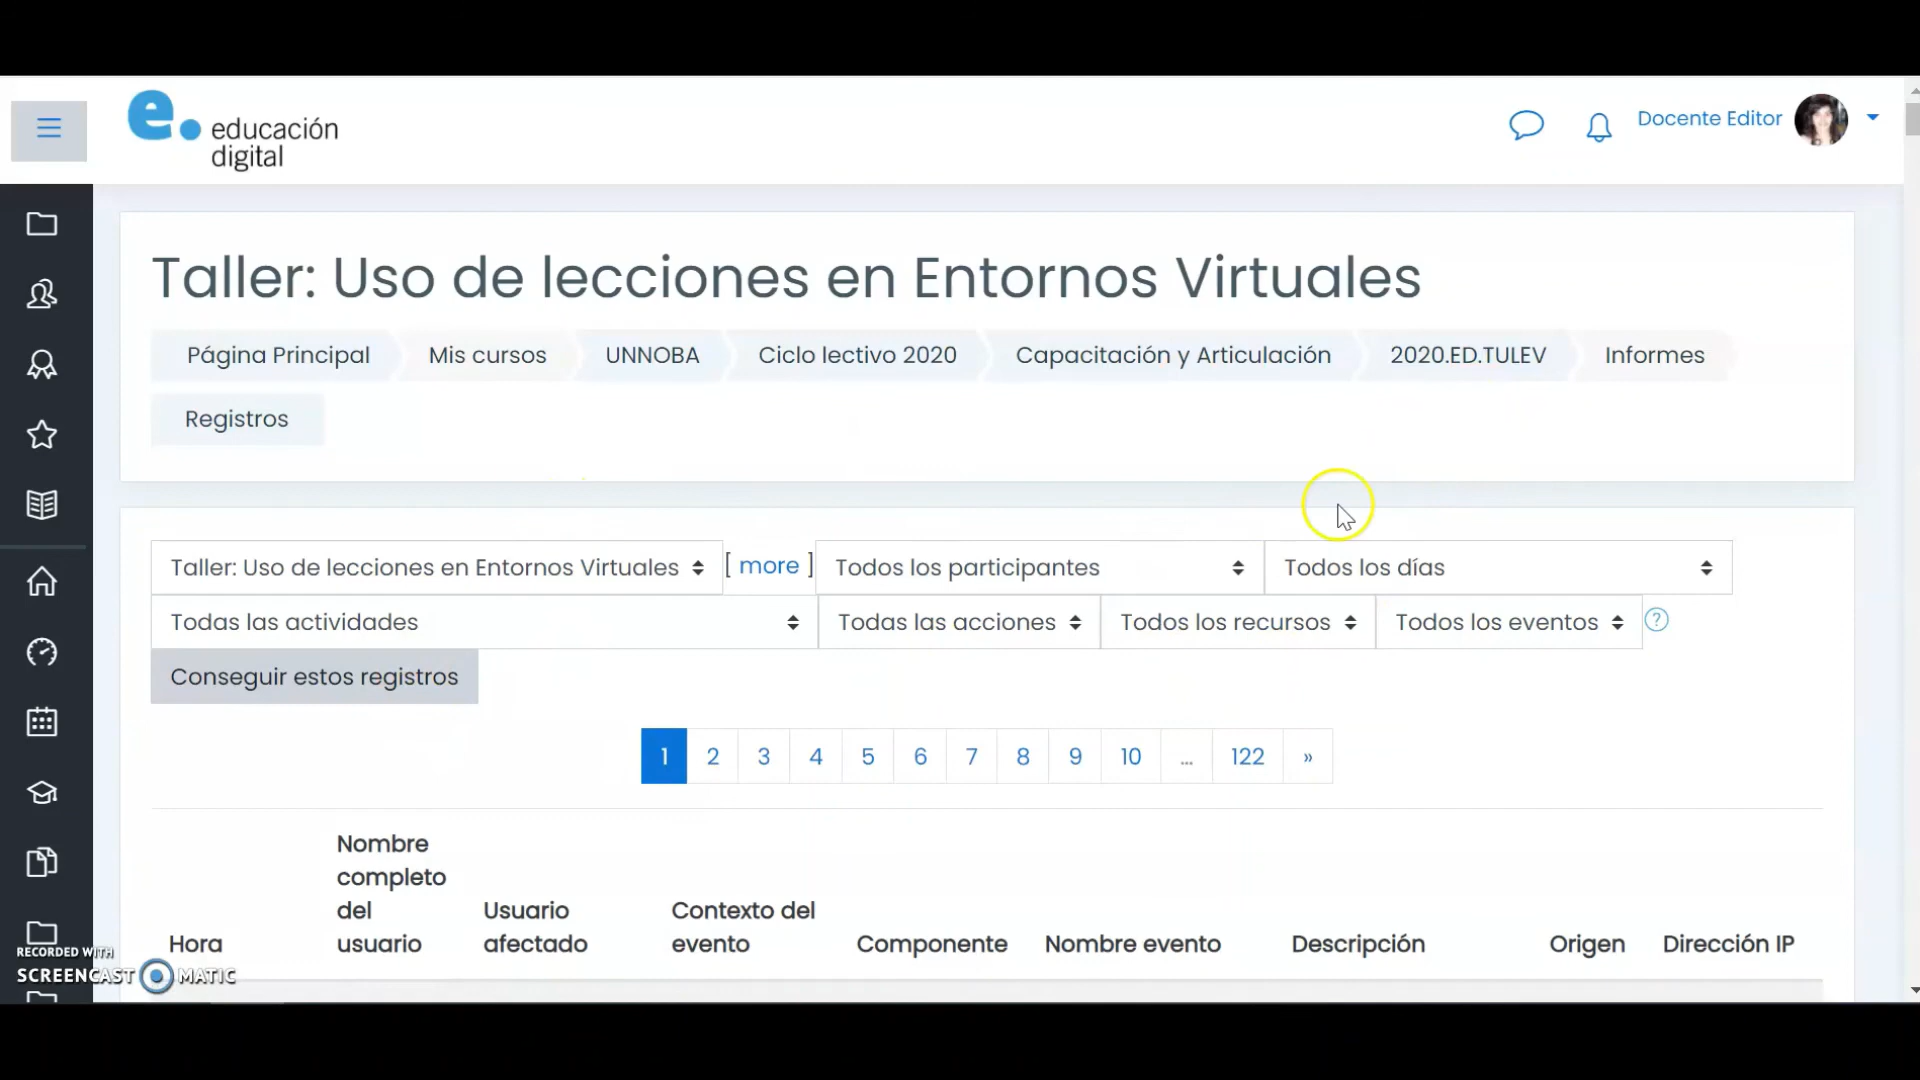 e. educación
digital
Docente Editor
Taller: Uso de lecciones en Entornos Virtuales
Página Principal Mis cursos UNNOBA Ciclo lectivo 2020 Capacitación y Articulación 2020.ED.TULEV Informes
Registros
Taller: Uso de lecciones en Entornos Virtuales [ more ] Todos los participantes Todos los días
Todas las actividades Todas las acciones Todos los recursos Todos los eventos ?
Conseguir estos registros
1 2 3 4 5 6 7 8 9 10 ... 122 »
Hora
Nombre
completo
del
usuario
Usuario
afectado
Contexto del
evento
Componente
Nombre evento
Descripción
Origen
Dirección IP
RECORDED WITH
SCREENCAST MATIC